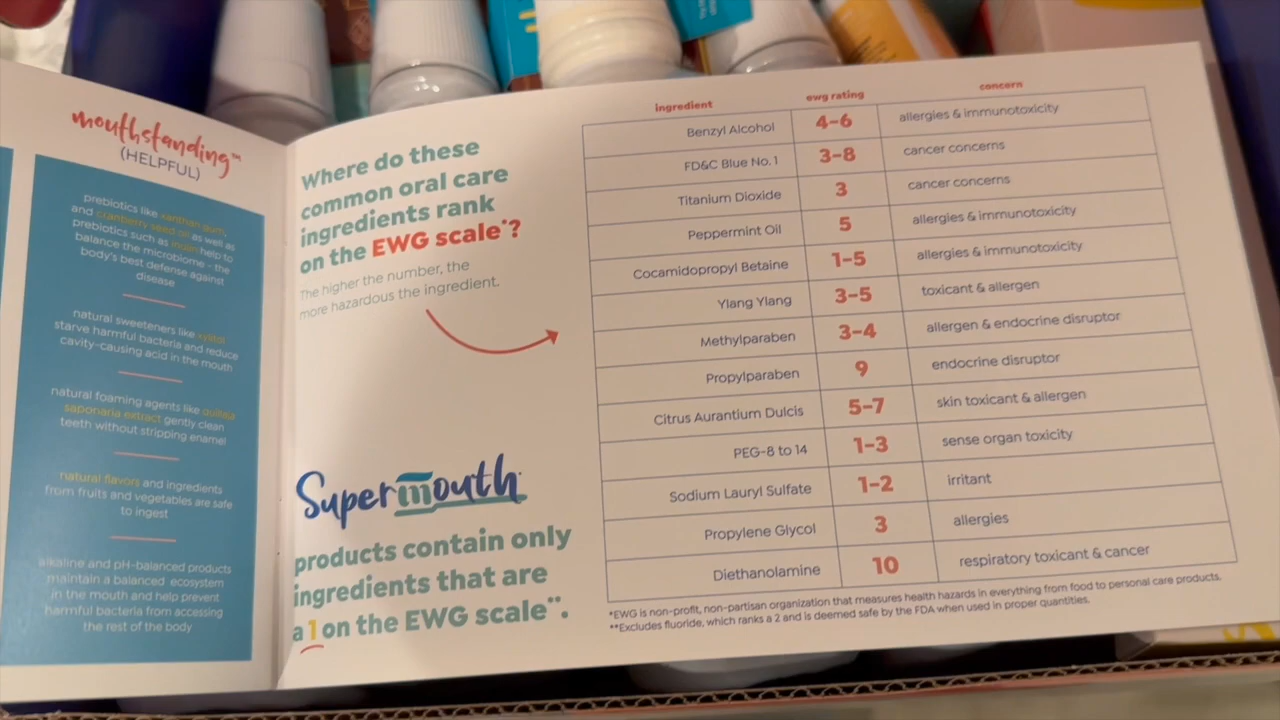 mouthstanding™
(HELPFUL)
prebiotics like xanthan gum,
and cranberry seed oil as well as
prebiotics such as inulin help to
balance the microbiome - the
body's best defense against
disease
natural sweeteners like xylitol
starve harmful bacteria and reduce
cavity-causing acid in the mouth
natural foaming agents like quillaja
saponaria extract gently clean
teeth without stripping enamel
natural flavors and ingredients
from fruits and vegetables are safe
to ingest
alkaline and pH-balanced products
maintain a balanced ecosystem
in the mouth and help prevent
harmful bacteria from accessing
the rest of the body
Where do these
common oral care
ingredients rank
on the EWG scale*?
The higher the number, the
more hazardous the ingredient.
Supermouth
products contain only
ingredients that are
a 1 on the EWG scale**.
ingredient ewg rating concern
Benzyl Alcohol 4-6 allergies & immunotoxicity
FD&C Blue No. 1 3-8 cancer concerns
Titanium Dioxide 3 cancer concerns
Peppermint Oil 5 allergies & immunotoxicity
Cocamidopropyl Betaine 1-5 allergies & immunotoxicity
Ylang Ylang 3-5 toxicant & allergen
Methylparaben 3-4 allergen & endocrine disruptor
Propylparaben 9 endocrine disruptor
Citrus Aurantium Dulcis 5-7 skin toxicant & allergen
PEG-8 to 14 1-3 sense organ toxicity
Sodium Lauryl Sulfate 1-2 irritant
Propylene Glycol 3 allergies
Diethanolamine 10 respiratory toxicant & cancer
*EWG is non-profit, non-partisan organization that measures health hazards in everything from food to personal care products.
**Excludes fluoride, which ranks a 2 and is deemed safe by the FDA when used in proper quantities.